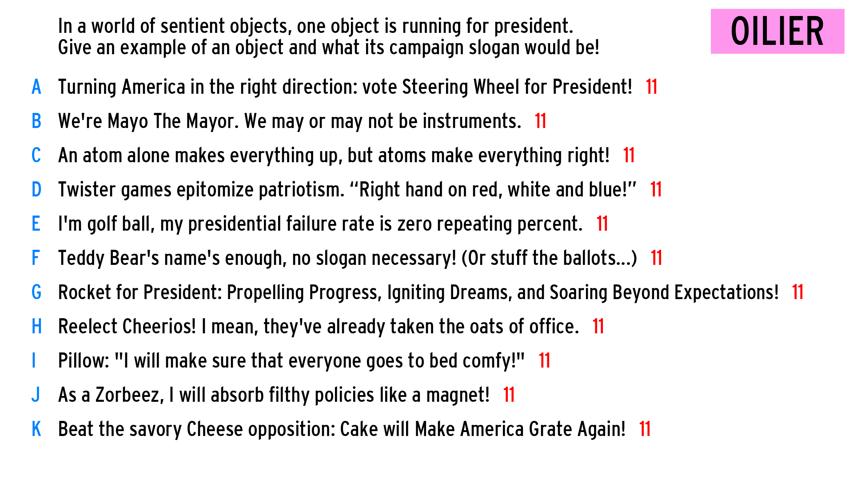 In a world of sentient objects, one object is running for president.
Give an example of an object and what its campaign slogan would be!
OILIER
A Turning America in the right direction: vote Steering Wheel for President! 11
B We're Mayo The Mayor. We may or may not be instruments. 11
C An atom alone makes everything up, but atoms make everything right! 11
D Twister games epitomize patriotism. “Right hand on red, white and blue!” 11
E I'm golf ball, my presidential failure rate is zero repeating percent. 11
F Teddy Bear's name's enough, no slogan necessary! (Or stuff the ballots...) 11
G Rocket for President: Propelling Progress, Igniting Dreams, and Soaring Beyond Expectations! 11
H Reelect Cheerios! I mean, they've already taken the oats of office. 11
I Pillow: "I will make sure that everyone goes to bed comfy!" 11
J As a Zorbeez, I will absorb filthy policies like a magnet! 11
K Beat the savory Cheese opposition: Cake will Make America Grate Again! 11